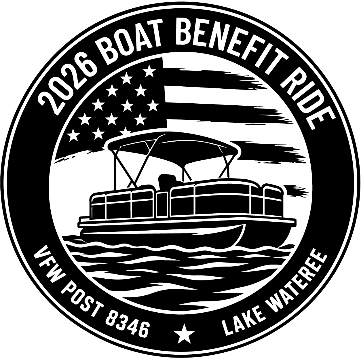 2026 BOAT BENEFIT RIDE
VFW POST 8346
LAKE WATEREE